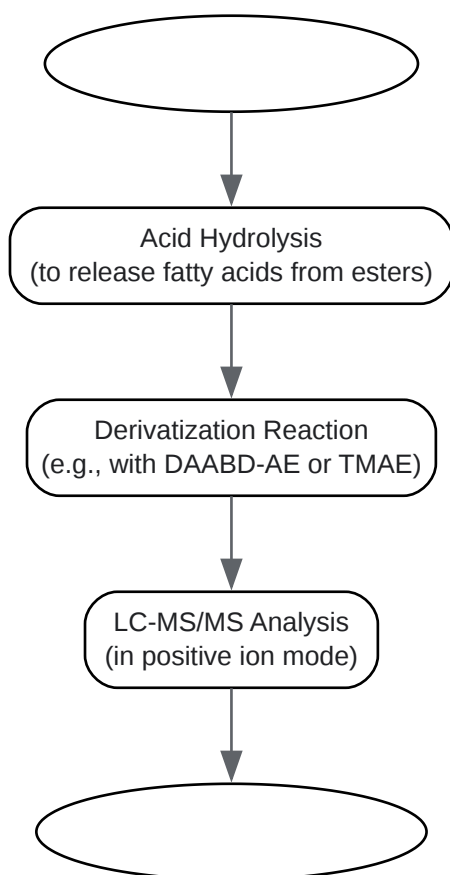 Acid Hydrolysis
(to release fatty acids from esters)
Derivatization Reaction
(e.g., with DAABD-AE or TMAE)
LC-MS/MS Analysis
(in positive ion mode)